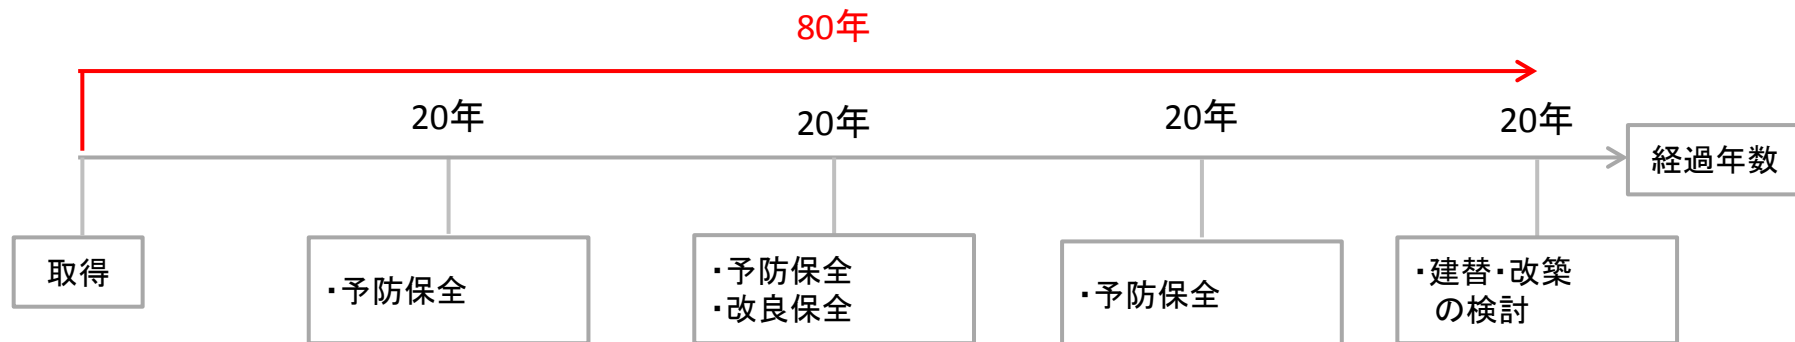 80年
20年
20年
20年
20年
経過年数
取得
・予防保全
・予防保全
・改良保全
・予防保全
・建替・改築
の検討